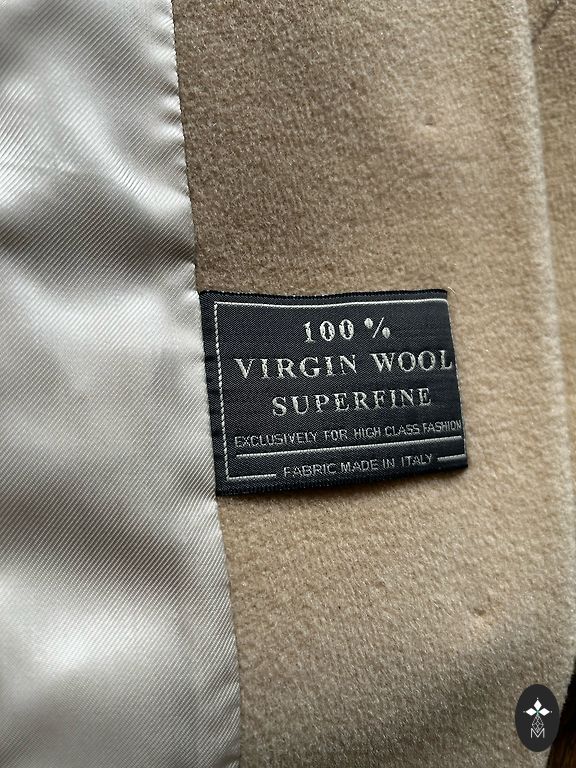 100%
VIRGIN WOOL
SUPERFINE
EXCLUSIVELY FOR HIGH CLASS FASHION
FABRIC MADE IN ITALY
M